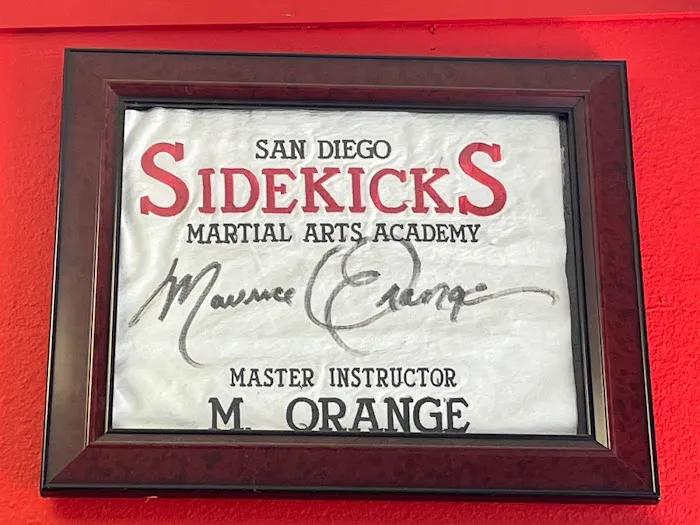 SAN DIEGO
SIDEKICKS
MARTIAL ARTS ACADEMY
Maurice Orange
MASTER INSTRUCTOR
M. ORANGE